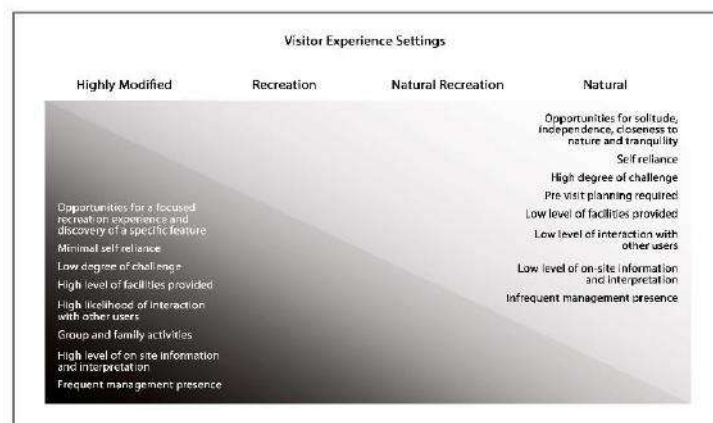 Visitor Experience Settings
Highly Modified
Recreation
Natural Recreation
Natural
Opportunities for solitude,
independence, closeness to
nature and tranquillity
Self reliance
High degree of challenge
Pre visit planning required
Low level of facilities provided
Low level of interaction with
other users
Low level of on-site information
and interpretation
Infrequent management presence
Opportunities for a focused
recreation experience and
discovery of a specific feature
Minimal self reliance
Low degree of challenge
High level of facilities provided
High likelihood of interaction
with other users
Group and family activities
High level of on site information
and interpretation
Frequent management presence